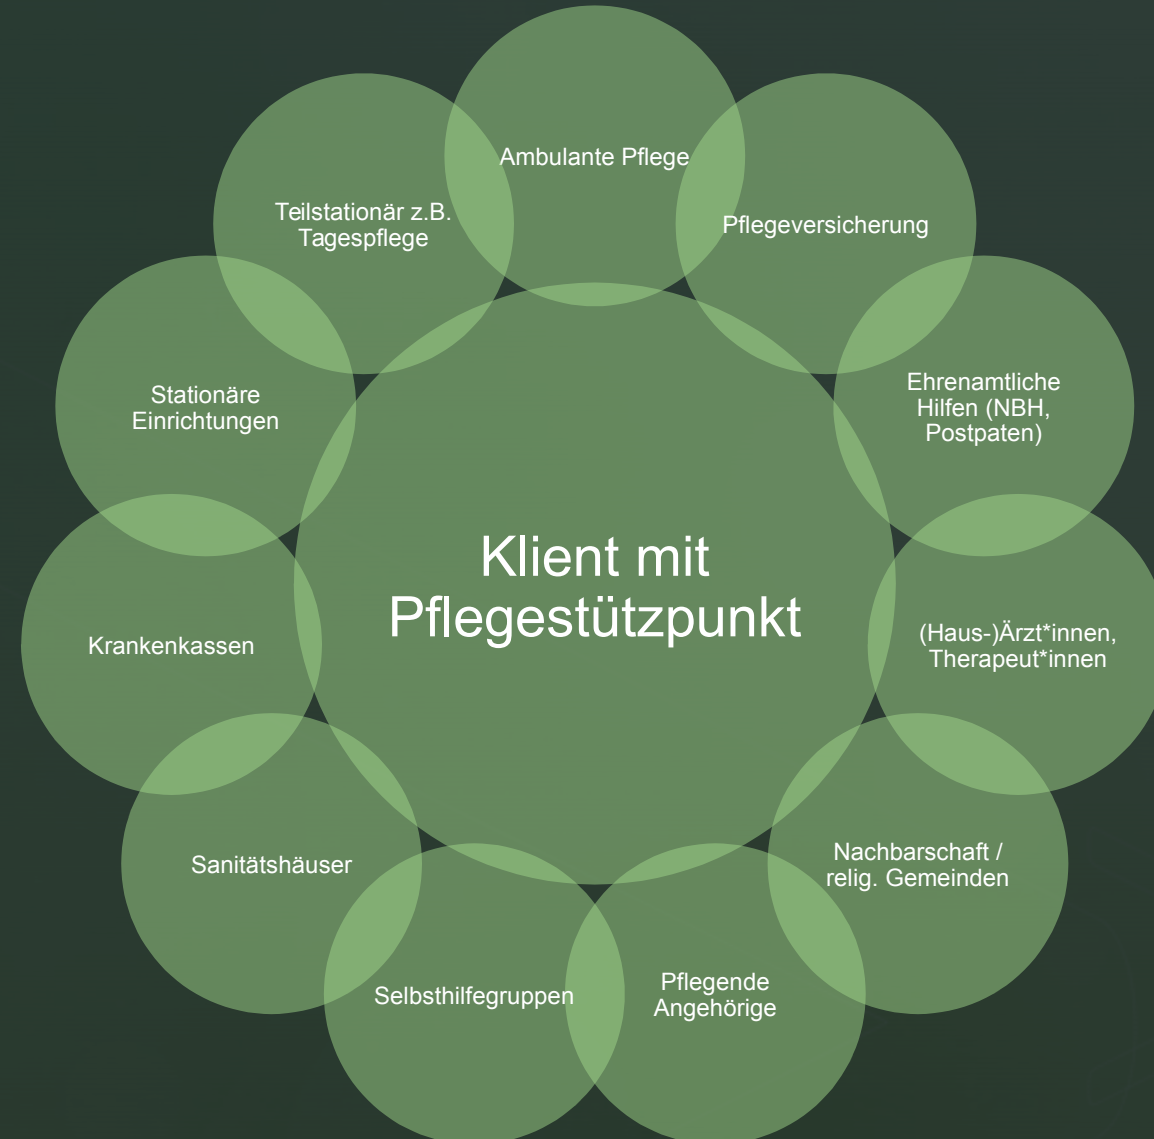 Ambulante Pflege
Pflegeversicherung
Ehrenamtliche
Hilfen (NBH,
Postpaten)
(Haus-)Ärzt*innen,
Therapeut*innen
Nachbarschaft /
relig. Gemeinden
Pflegende
Angehörige
Selbsthilfegruppen
Sanitätshäuser
Krankenkassen
Stationäre
Einrichtungen
Teilstationär z.B.
Tagespflege
Klient mit
Pflegestützpunkt